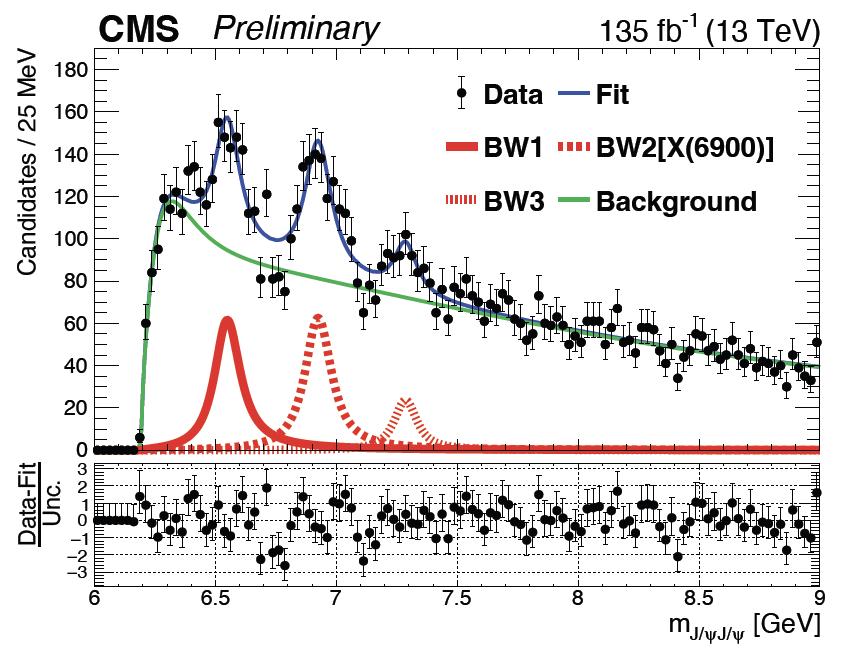 CMS Preliminary 135 fb⁻¹ (13 TeV)
Candidates / 25 MeV
180
160
140
120
100
80
60
40
20
0
Data Fit
BW1 BW2[X(6900)]
BW3 Background
Data-Fit
Unc.
3
2
1
0
−1
−2
−3
6 6.5 7 7.5 8 8.5 9
m_J/ψJ/ψ [GeV]